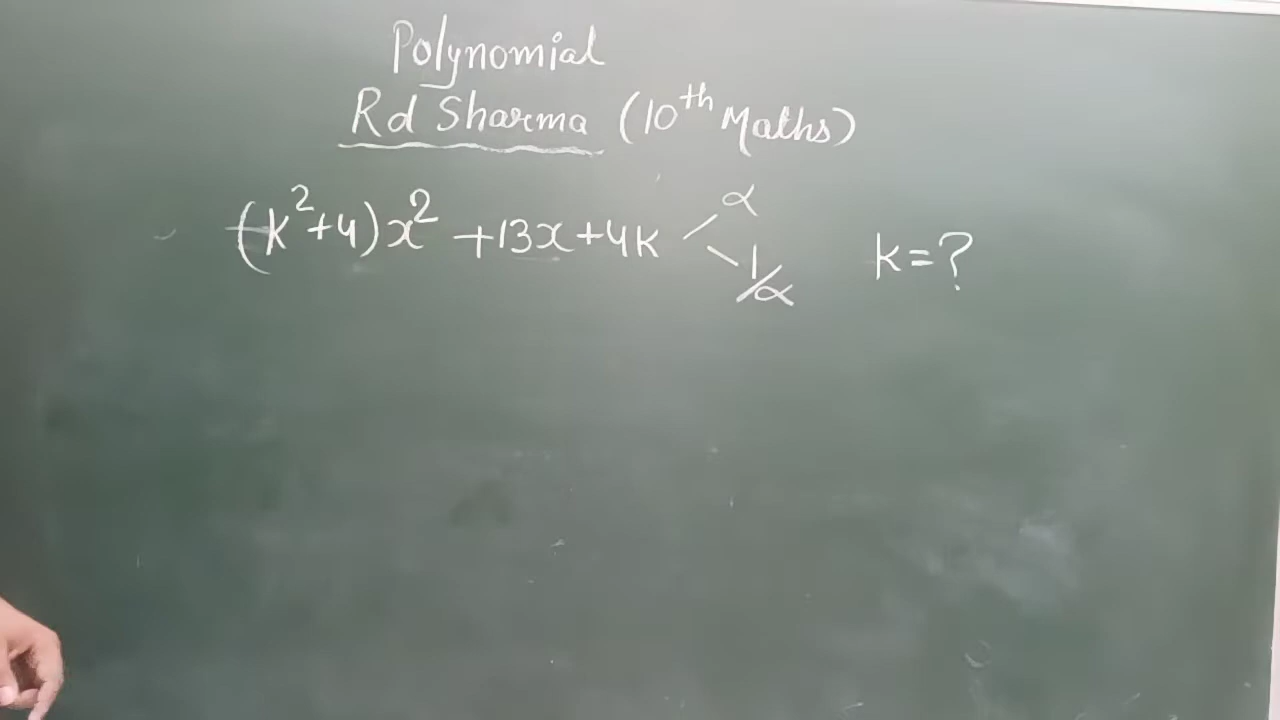 Polynomial
Rd Sharma (10th Maths)
(k²+4)x² +13x+4k α 1/α k=?